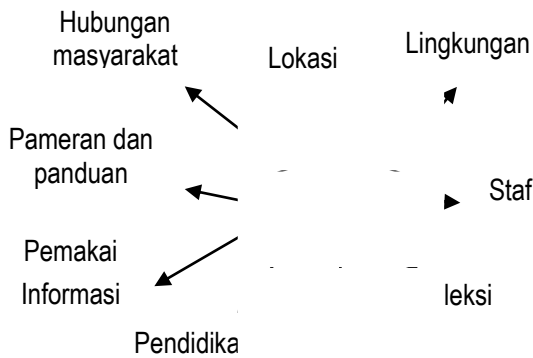 Hubungan
masyarakat
Lokasi
Lingkungan
Pameran dan
panduan
Staf
Pemakai
Informasi
leksi
Pendidika